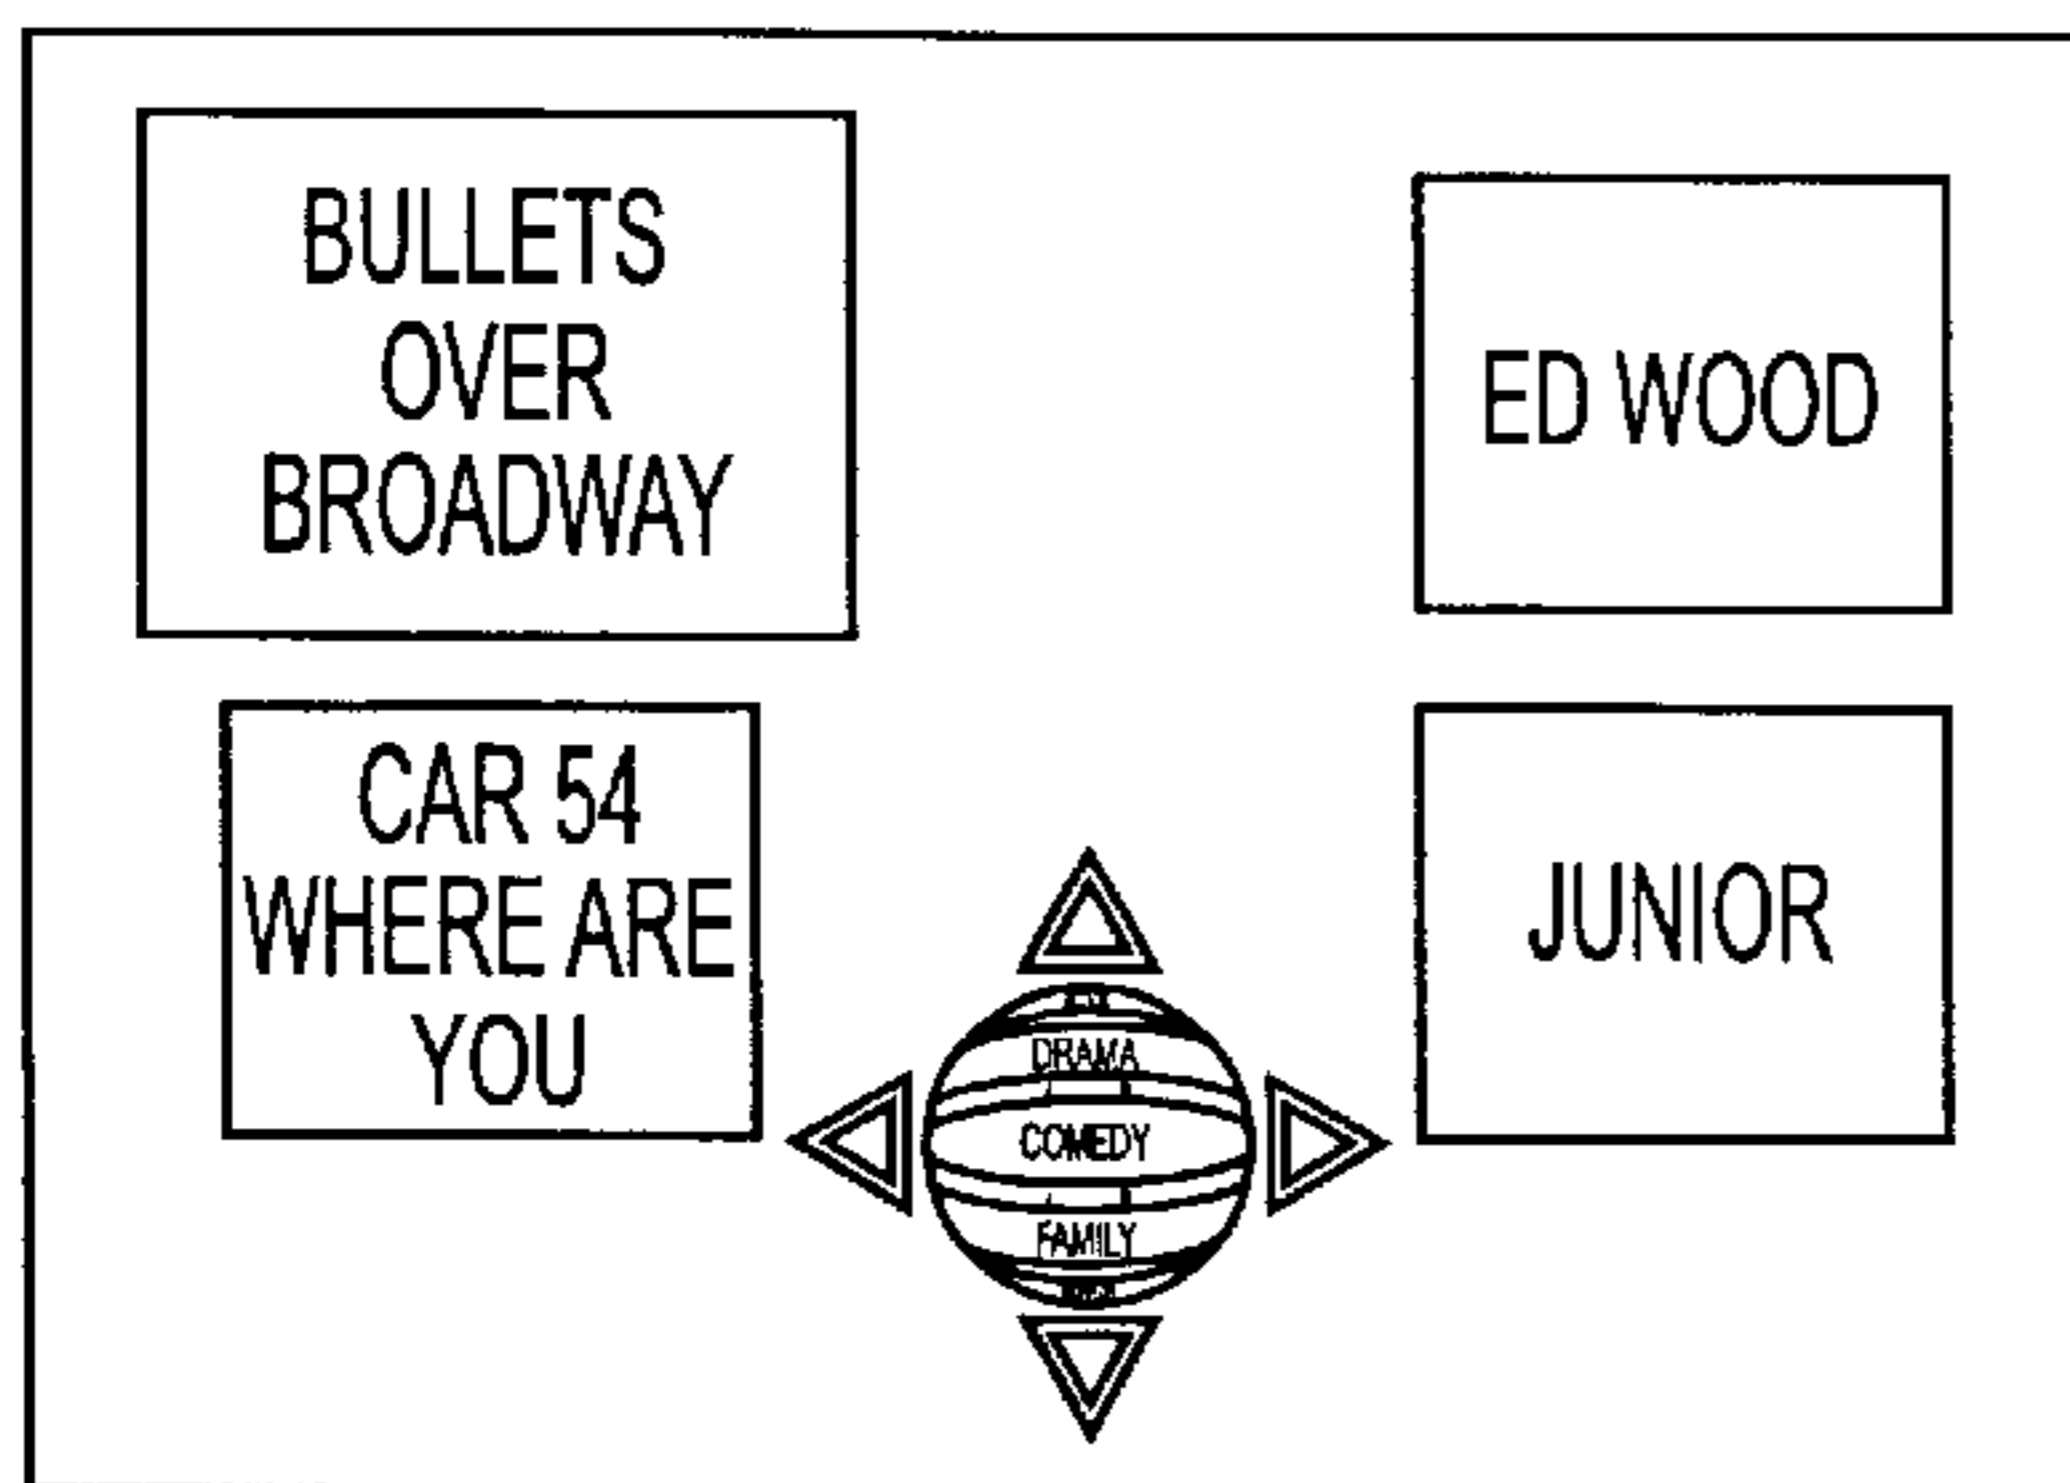 BULLETS
OVER
BROADWAY
ED WOOD
CAR 54
WHERE ARE
YOU
JUNIOR
DRAMA
COMEDY
FAMILY